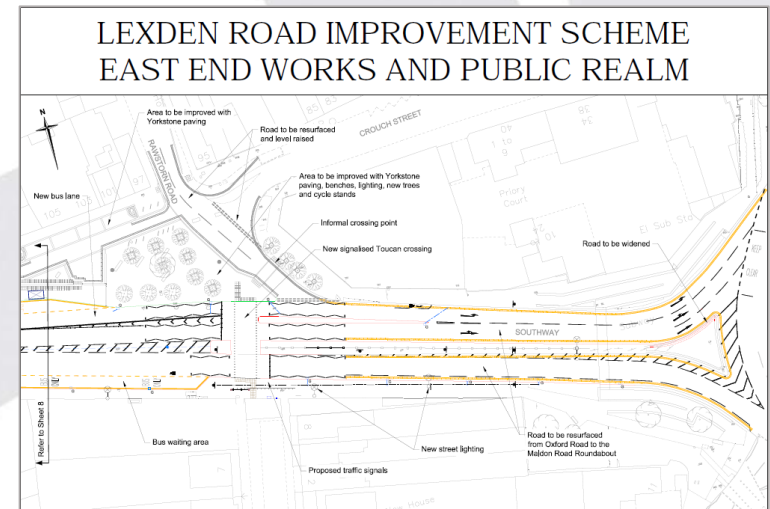 LEXDEN ROAD IMPROVEMENT SCHEME
EAST END WORKS AND PUBLIC REALM
N
Area to be improved with
Yorkstone paving
Road to be resurfaced
and level raised
CROUCH STREET
RAWSTORN ROAD
Area to be improved with Yorkstone
paving, benches, lighting, new trees
and cycle stands
New bus lane
Informal crossing point
New signalised Toucan crossing
Priory
Court
El Sub Sta
Road to be widened
SOUTHWAY
Refer to Sheet 8
Bus waiting area
Proposed traffic signals
New street lighting
Road to be resurfaced
from Oxford Road to the
Maldon Road Roundabout
House